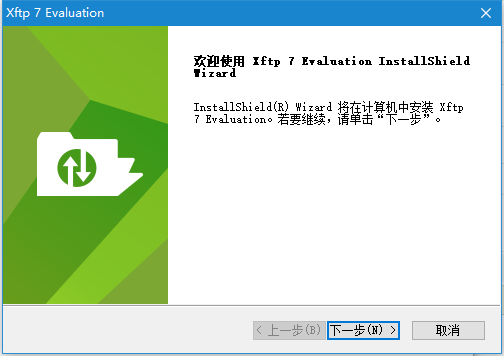 Xftp 7 Evaluation
欢迎使用 Xftp 7 Evaluation InstallShield
Wizard
InstallShield(R) Wizard 将在计算机中安装 Xftp
7 Evaluation。若要继续，请单击“下一步”。
< 上一步(B) 下一步(N) > 取消